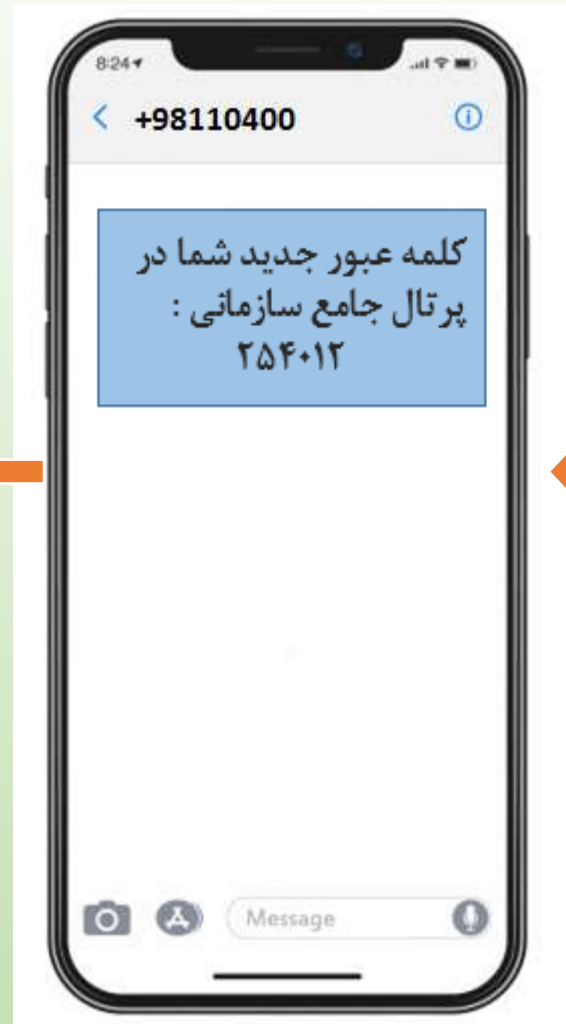 8:24
+98110400
کلمه عبور جدید شما در
پرتال جامع سازمانی :
۲۵۴۰۱۲
Message